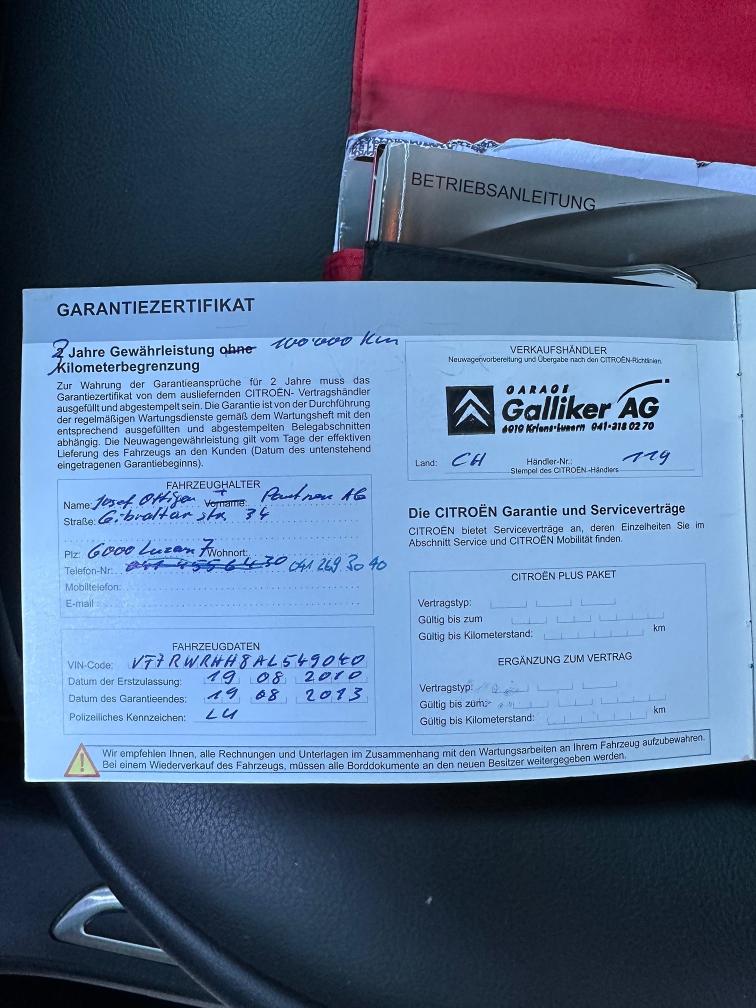 BETRIEBSANLEITUNG
GARANTIEZERTIFIKAT
3 Jahre Gewährleistung ohne 100'000 Km
Kilometerbegrenzung
Zur Wahrung der Garantieansprüche für 2 Jahre muss das
Garantiezertifikat von dem ausliefernden CITROËN- Vertragshändler
ausgefüllt und abgestempelt sein. Die Garantie ist von der Durchführung
der regelmäßigen Wartungsdienste gemäß dem Wartungsheft mit den
entsprechend ausgefüllten und abgestempelten Belegabschnitten
abhängig. Die Neuwagengewährleistung gilt vom Tage der effektiven
Lieferung des Fahrzeugs an den Kunden (Datum des untenstehend
eingetragenen Garantiebeginns).
FAHRZEUGHALTER
Name: Josef Ottiger + Vorname: Partner AG
Straße: Gibraltarstr. 34
Plz: 6000 Luzern 7 Wohnort:
Telefon-Nr.: 041 455 64 30 041 269 30 40
Mobiltelefon:
E-mail :
FAHRZEUGDATEN
VIN-Code: VF7RWRHH8AL549040
Datum der Erstzulassung: 19 08 2010
Datum des Garantieendes: 19 08 2013
Polizeiliches Kennzeichen: LU
VERKAUFSHÄNDLER
Neuwagenvorbereitung und Übergabe nach den CITROËN-Richtlinien.
GARAGE
Galliker AG
6010 Kriens-Luzern 041-318 02 70
Land: CH Händler-Nr.: 119
Stempel des CITROËN -Händlers
Die CITROËN Garantie und Serviceverträge
CITROËN bietet Serviceverträge an, deren Einzelheiten Sie im
Abschnitt Service und CITROËN Mobilität finden.
CITROËN PLUS PAKET
Vertragstyp:
Gültig bis zum
Gültig bis Kilometerstand: km
ERGÄNZUNG ZUM VERTRAG
Vertragstyp:
Gültig bis zum:
Gültig bis Kilometerstand: km
Wir empfehlen Ihnen, alle Rechnungen und Unterlagen im Zusammenhang mit den Wartungsarbeiten an Ihrem Fahrzeug aufzubewahren.
Bei einem Wiederverkauf des Fahrzeugs, müssen alle Borddokumente an den neuen Besitzer weitergegeben werden.